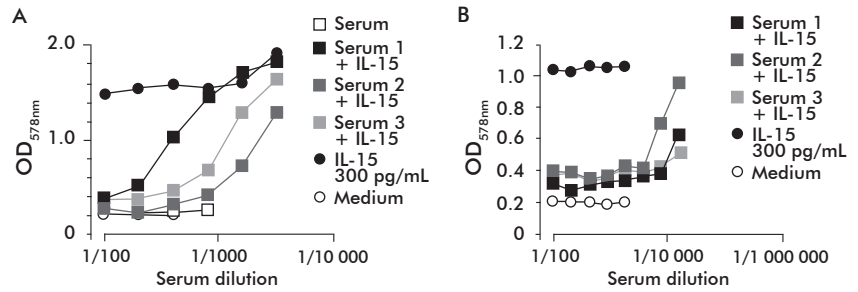 A
2.0
1.0
0
OD578nm
1/100
1/1000
1/10 000
Serum dilution
Serum
Serum 1
+ IL-15
Serum 2
+ IL-15
Serum 3
+ IL-15
IL-15
300 pg/mL
Medium
B
1.2
1.0
0.8
0.6
0.4
0.2
0
OD578nm
1/100
1/10 000
1/1 000 000
Serum dilution
Serum 1
+ IL-15
Serum 2
+ IL-15
Serum 3
+ IL-15
IL-15
300 pg/mL
Medium